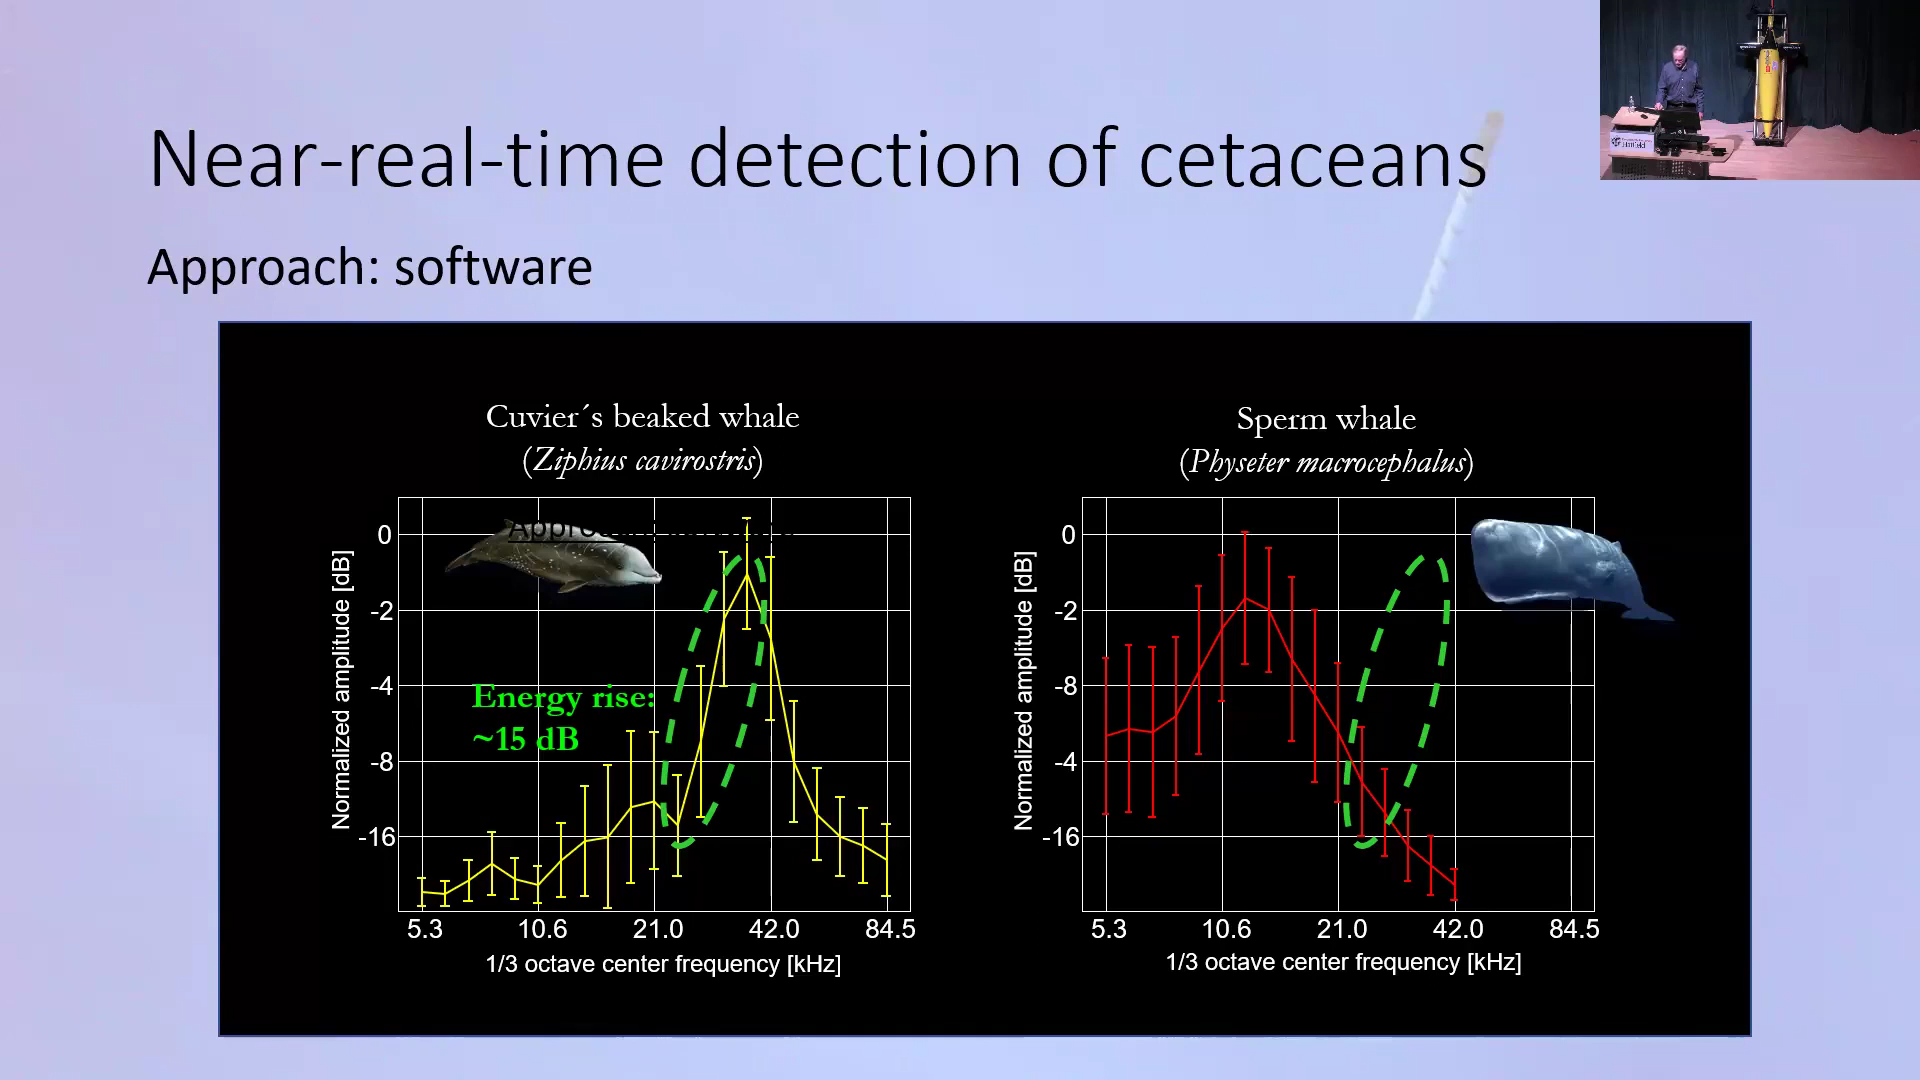 Near-real-time detection of cetaceans
Approach: software
Cuvier´s beaked whale
(Ziphius cavirostris)
Normalized amplitude [dB]
0
-2
-4
-8
-16
Energy rise:
~15 dB
5.3 10.6 21.0 42.0 84.5
1/3 octave center frequency [kHz]
Sperm whale
(Physeter macrocephalus)
Normalized amplitude [dB]
0
-2
-8
-4
-16
5.3 10.6 21.0 42.0 84.5
1/3 octave center frequency [kHz]